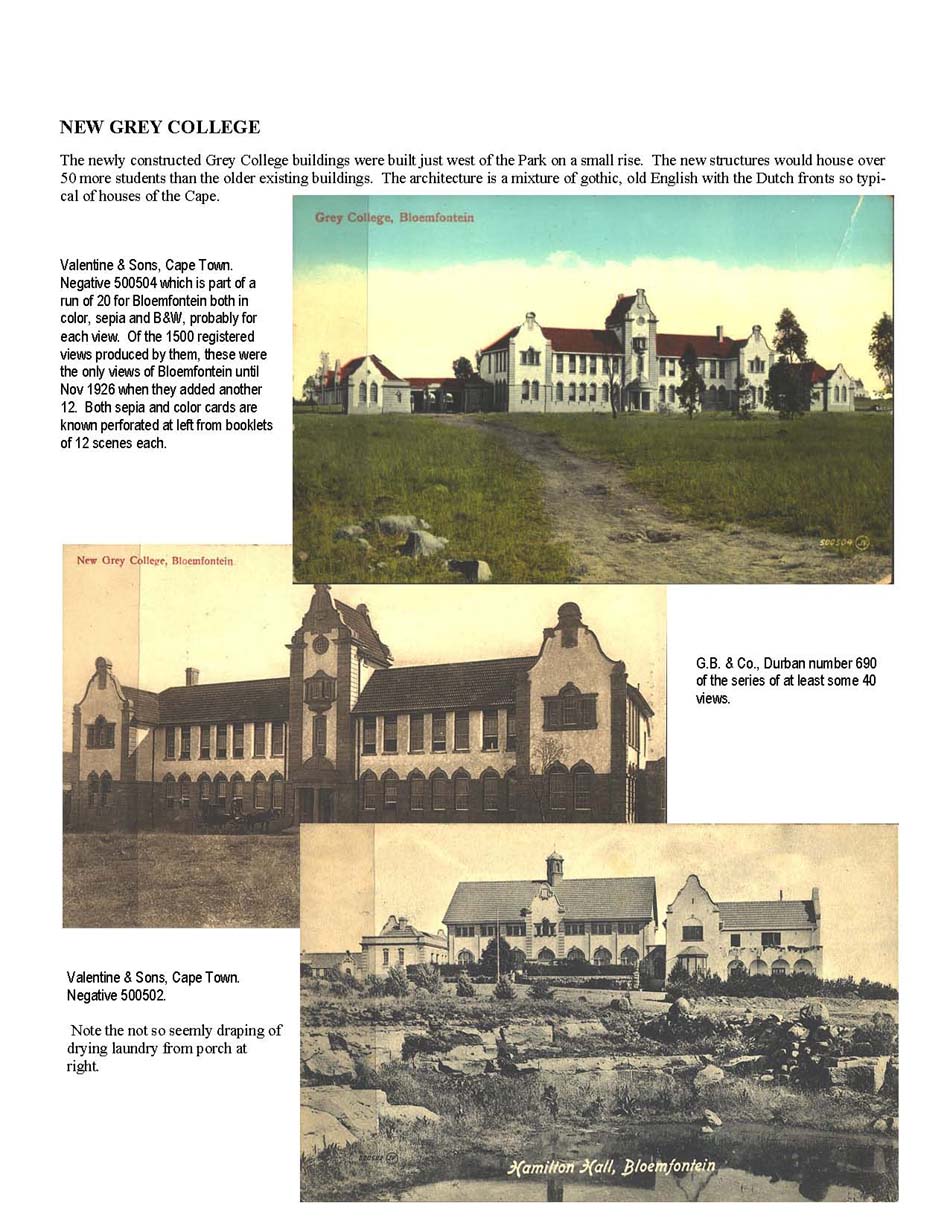 NEW GREY COLLEGE
The newly constructed Grey College buildings were built just west of the Park on a small rise.  The new structures would house over
50 more students than the older existing buildings.  The architecture is a mixture of gothic, old English with the Dutch fronts so typi-
cal of houses of the Cape.
Grey College, Bloemfontein
Valentine & Sons, Cape Town.
Negative 500504 which is part of a
run of 20 for Bloemfontein both in
color, sepia and B&W, probably for
each view.  Of the 1500 registered
views produced by them, these were
the only views of Bloemfontein until
Nov 1926 when they added another
12.  Both sepia and color cards are
known perforated at left from booklets
of 12 scenes each.
500504 JV
New Grey College, Bloemfontein
G.B. & Co., Durban number 690
of the series of at least some 40
views.
Valentine & Sons, Cape Town.
Negative 500502.
Note the not so seemly draping of
drying laundry from porch at
right.
500502 JV
Hamilton Hall, Bloemfontein